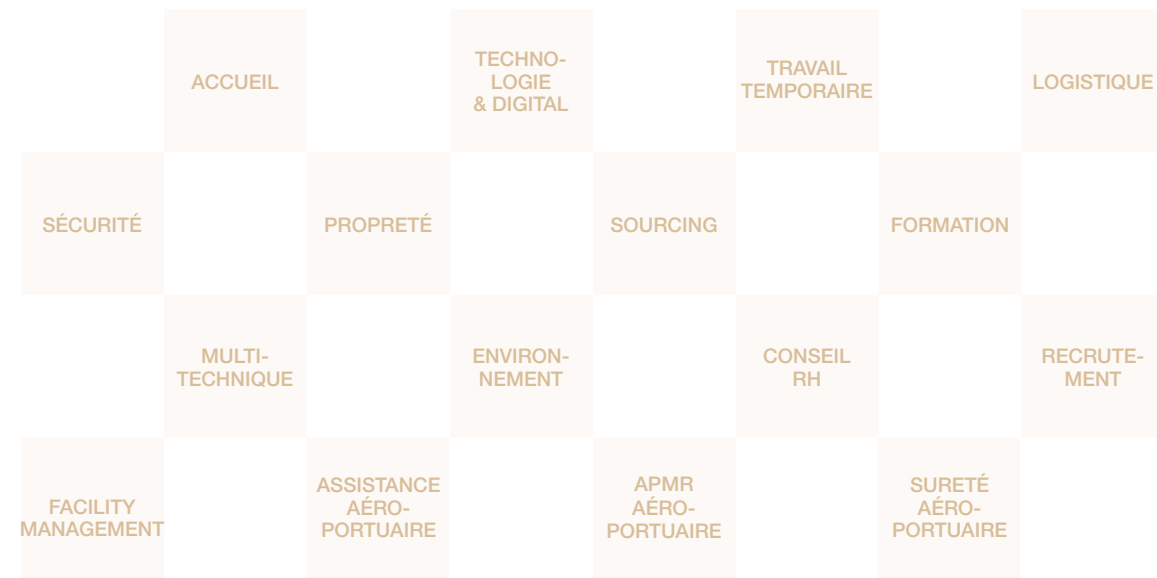 ACCUEIL
TECHNO-
LOGIE
& DIGITAL
TRAVAIL
TEMPORAIRE
LOGISTIQUE
SÉCURITÉ
PROPRETÉ
SOURCING
FORMATION
MULTI-
TECHNIQUE
ENVIRON-
NEMENT
CONSEIL
RH
RECRUTE-
MENT
FACILITY
MANAGEMENT
ASSISTANCE
AÉRO-
PORTUAIRE
APMR
AÉRO-
PORTUAIRE
SURETÉ
AÉRO-
PORTUAIRE